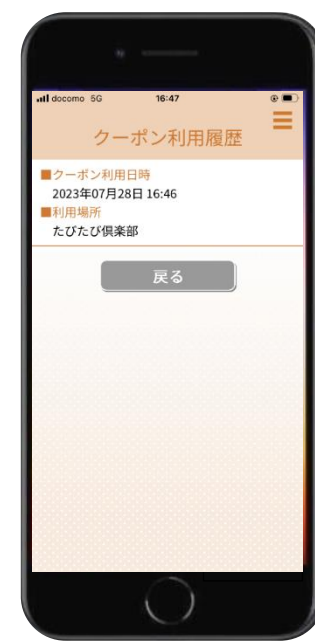 docomo 5G 16:47
クーポン利用履歴
■クーポン利用日時
2023年07月28日 16:46
■利用場所
たびたび倶楽部
戻る